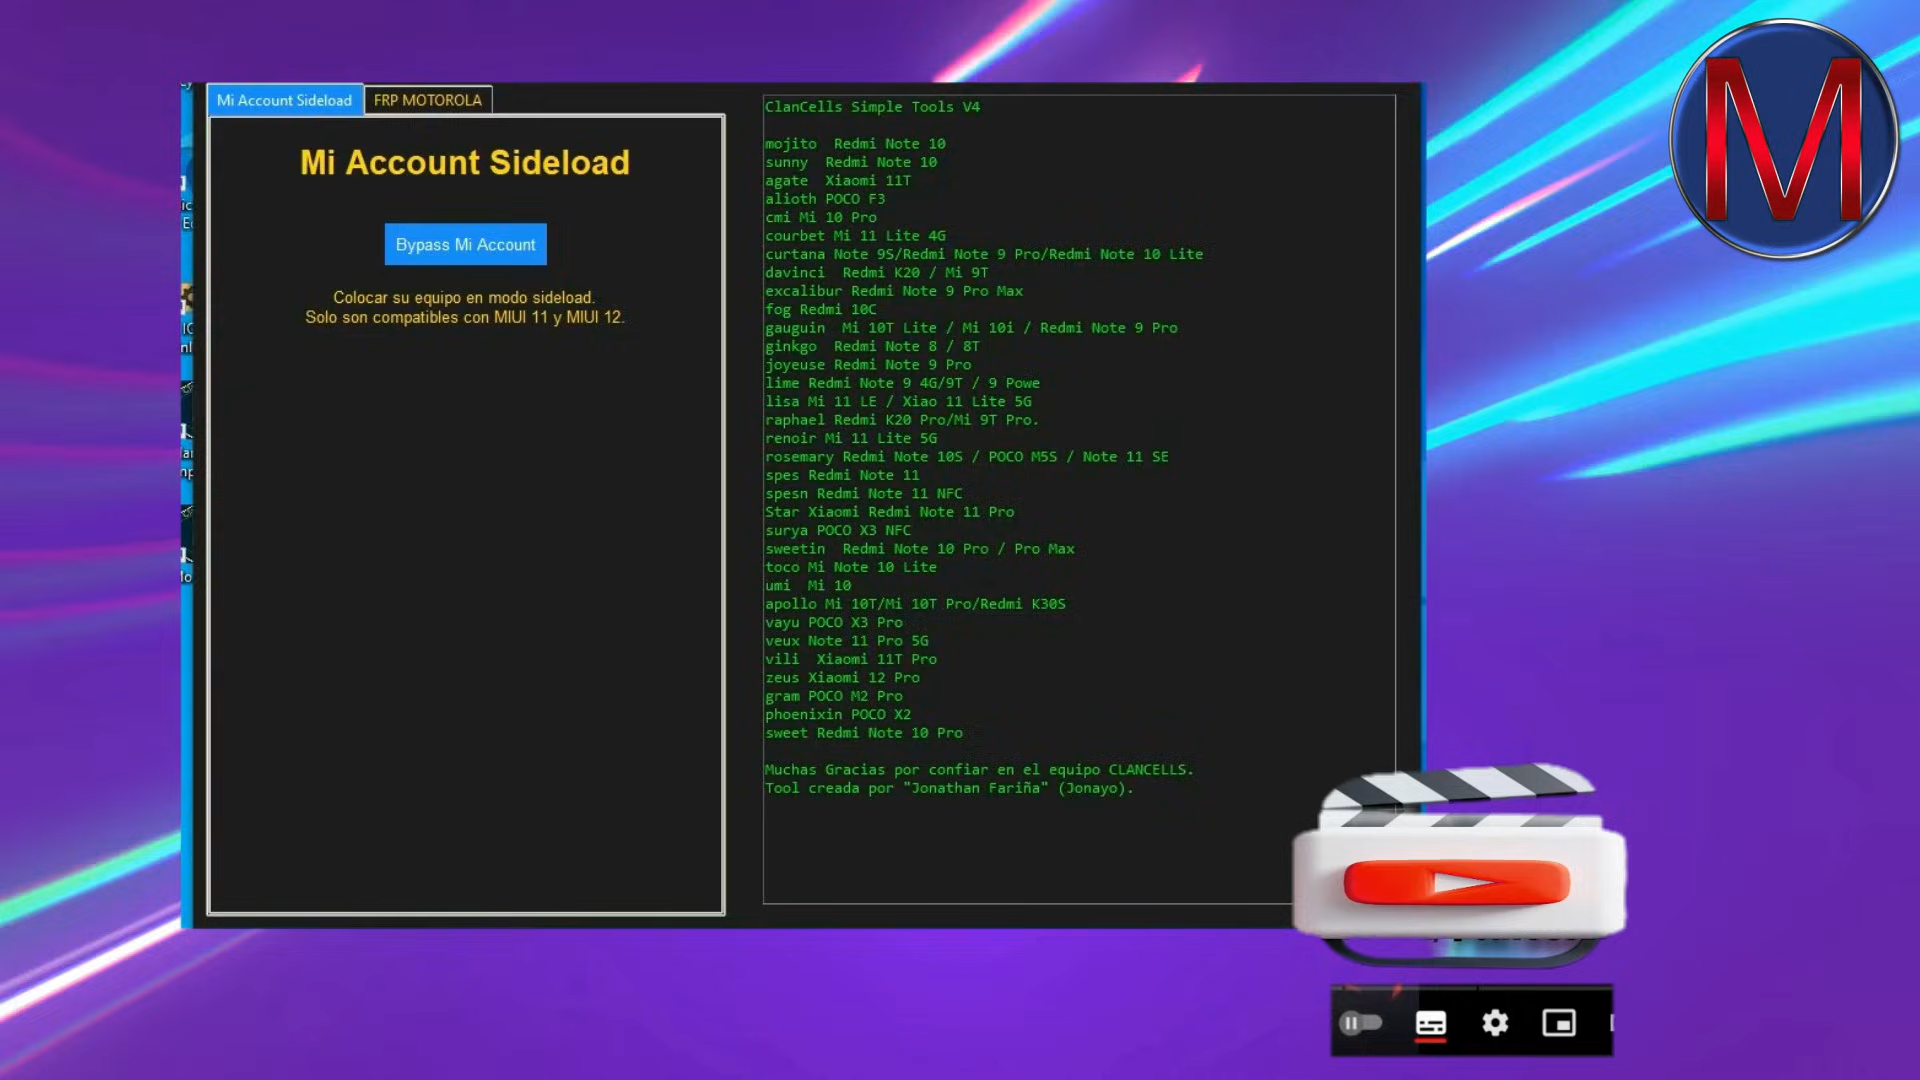 Mi Account Sideload
FRP MOTOROLA
Mi Account Sideload
Bypass Mi Account
Colocar su equipo en modo sideload.
Solo son compatibles con MIUI 11 y MIUI 12.
ClanCells Simple Tools V4
mojito Redmi Note 10
sunny Redmi Note 10
agate Xiaomi 11T
alioth POCO F3
cmi Mi 10 Pro
courbet Mi 11 Lite 4G
curtana Note 9S/Redmi Note 9 Pro/Redmi Note 10 Lite
davinci Redmi K20 / Mi 9T
excalibur Redmi Note 9 Pro Max
fog Redmi 10C
gauguin Mi 10T Lite / Mi 10i / Redmi Note 9 Pro
ginkgo Redmi Note 8 / 8T
joyeuse Redmi Note 9 Pro
lime Redmi Note 9 4G/9T / 9 Powe
lisa Mi 11 LE / Xiao 11 Lite 5G
raphael Redmi K20 Pro/Mi 9T Pro.
renoir Mi 11 Lite 5G
rosemary Redmi Note 10S / POCO M5S / Note 11 SE
spes Redmi Note 11
spesn Redmi Note 11 NFC
Star Xiaomi Redmi Note 11 Pro
surya POCO X3 NFC
sweetin Redmi Note 10 Pro / Pro Max
toco Mi Note 10 Lite
umi Mi 10
apollo Mi 10T/Mi 10T Pro/Redmi K30S
vayu POCO X3 Pro
veux Note 11 Pro 5G
vili Xiaomi 11T Pro
zeus Xiaomi 12 Pro
gram POCO M2 Pro
phoenixin POCO X2
sweet Redmi Note 10 Pro
Muchas Gracias por confiar en el equipo CLANCELLS.
Tool creada por "Jonathan Fariña" (Jonayo).
M